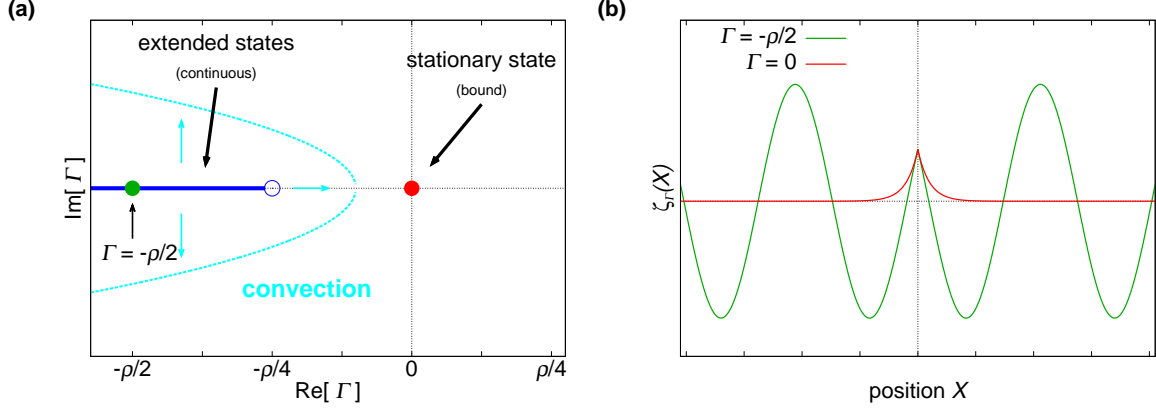 (a)
extended states
(continuous)
stationary state
(bound)
Im[ Γ ]
Γ = -ρ/2
convection
-ρ/2
-ρ/4
0
ρ/4
Re[ Γ ]
(b)
Γ = -ρ/2
Γ = 0
ζΓ(X)
position X